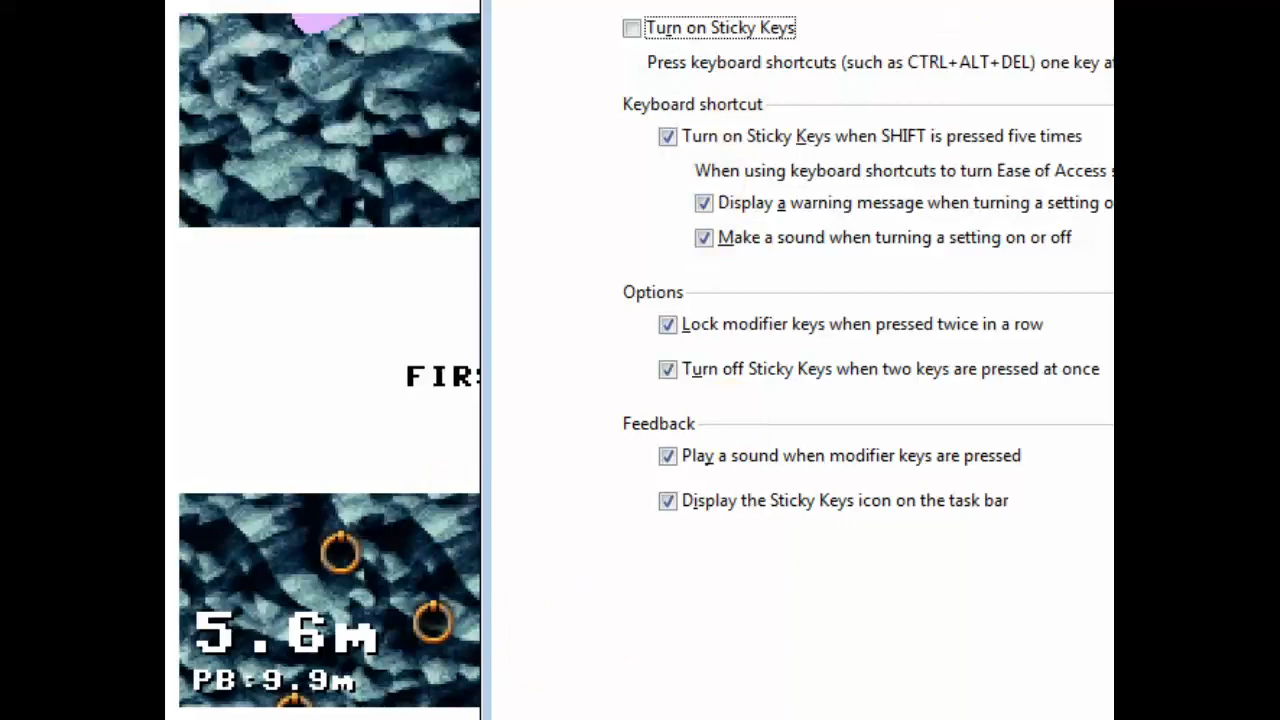 Turn on Sticky Keys
Press keyboard shortcuts (such as CTRL+ALT+DEL) one key a
Keyboard shortcut
Turn on Sticky Keys when SHIFT is pressed five times
When using keyboard shortcuts to turn Ease of Access
Display a warning message when turning a setting o
Make a sound when turning a setting on or off
Options
Lock modifier keys when pressed twice in a row
FIRS
Turn off Sticky Keys when two keys are pressed at once
Feedback
Play a sound when modifier keys are pressed
Display the Sticky Keys icon on the task bar
5.6m
PB:9.9m